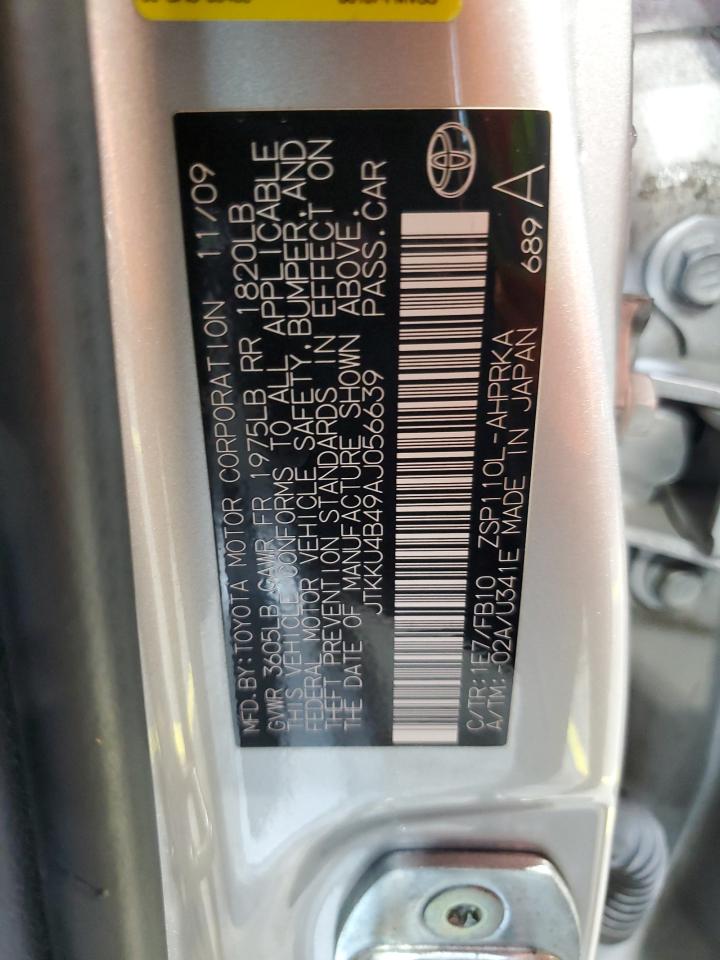 MFD.BY:TOYOTA MOTOR CORPORATION 11/09
GVWR 3605LB GAWR FR 1975LB RR 1820LB
THIS VEHICLE CONFORMS TO ALL APPLICABLE
FEDERAL MOTOR VEHICLE SAFETY,BUMPER,AND
THEFT PREVENTION STANDARDS IN EFFECT ON
THE DATE OF MANUFACTURE SHOWN ABOVE.
JTKKU4B49AJ056639 PASS.CAR
C/TR:1E7/FB10 ZSP110L-AHPRKA
A/TM:-02A/U341E MADE IN JAPAN 689 A